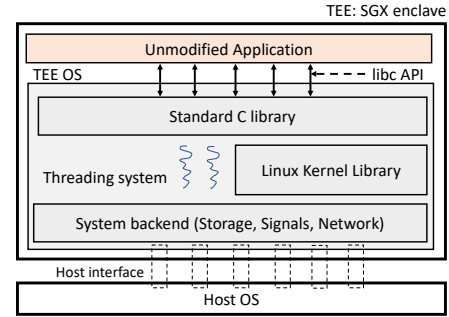 TEE: SGX enclave
Unmodified Application
TEE OS
libc API
Standard C library
Threading system
Linux Kernel Library
System backend (Storage, Signals, Network)
Host interface
Host OS